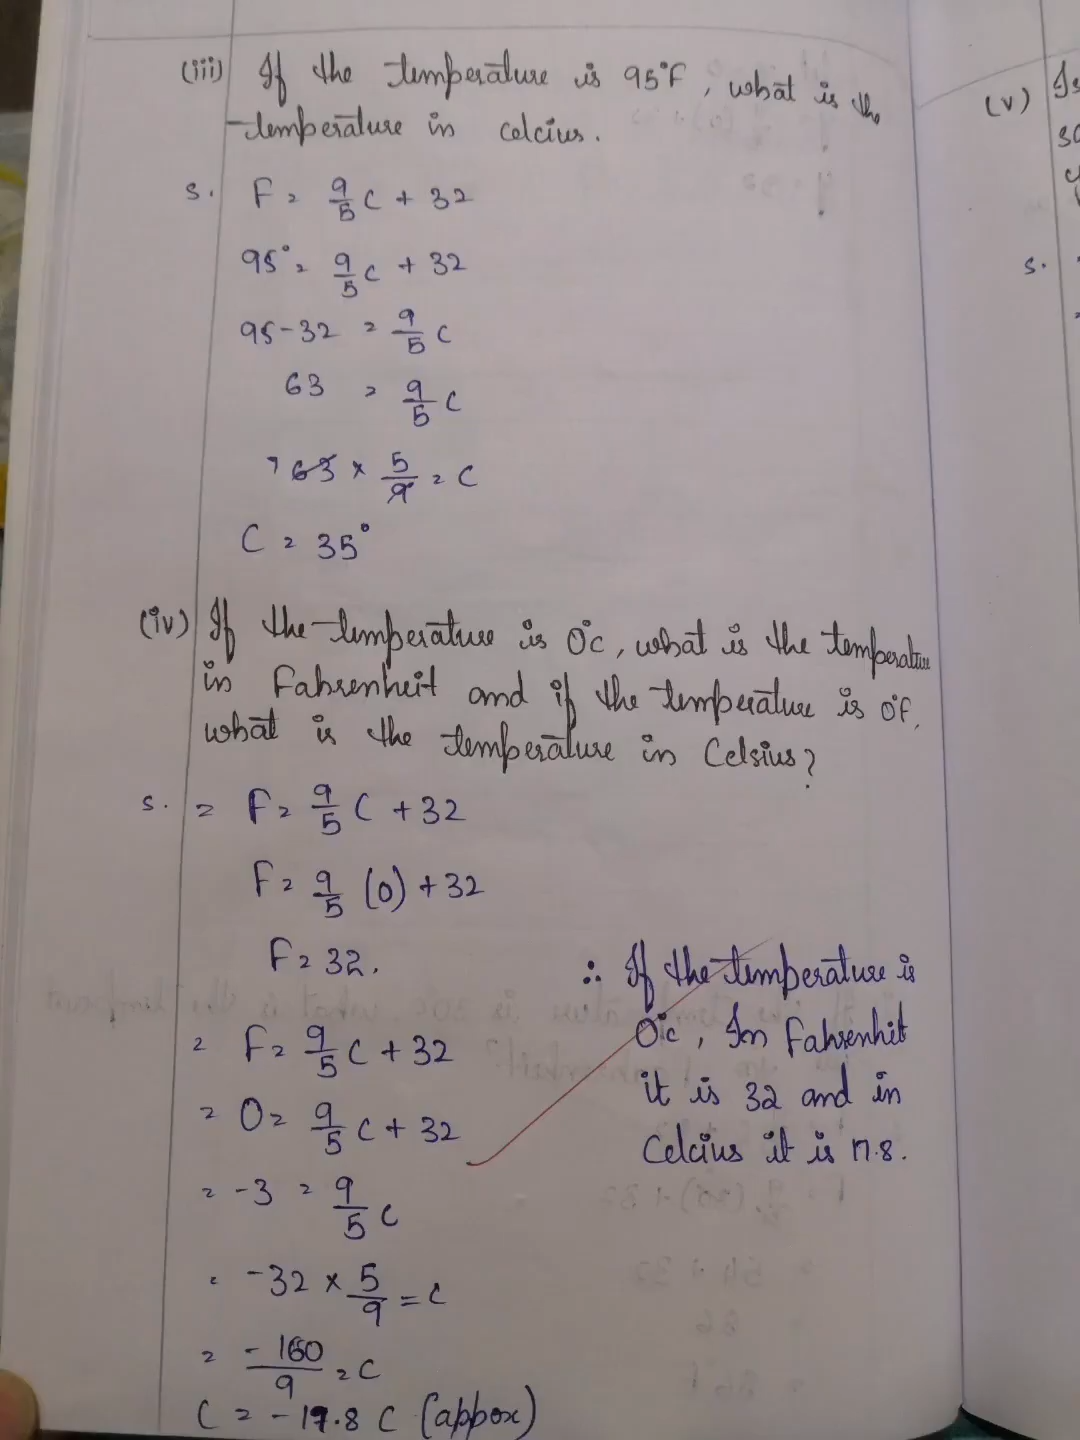 (iii) If the temperature is 95°F, what is the
temperature in celcius.
s. F = 9/5 C + 32
95° = 9/5 C + 32
95-32 = 9/5 C
63 = 9/5 C
7 63 × 5/9 = C
C = 35°
(iv) If the temperature is 0°C, what is the temperature
in Fahrenheit and if the temperature is 0°F,
what is the temperature in Celsius?
s. = F = 9/5 C + 32
F = 9/5 (0) + 32
F = 32.
= F = 9/5 C + 32
= 0 = 9/5 C + 32
= -3 = 9/5 C
= -32 × 5/9 = C
= -160/9 = C
C = -17.8 C (appox)
∴ If the temperature is
0°C, In Fahrenhit
it is 32 and in
Celcius it is 17.8.
(v)
s.